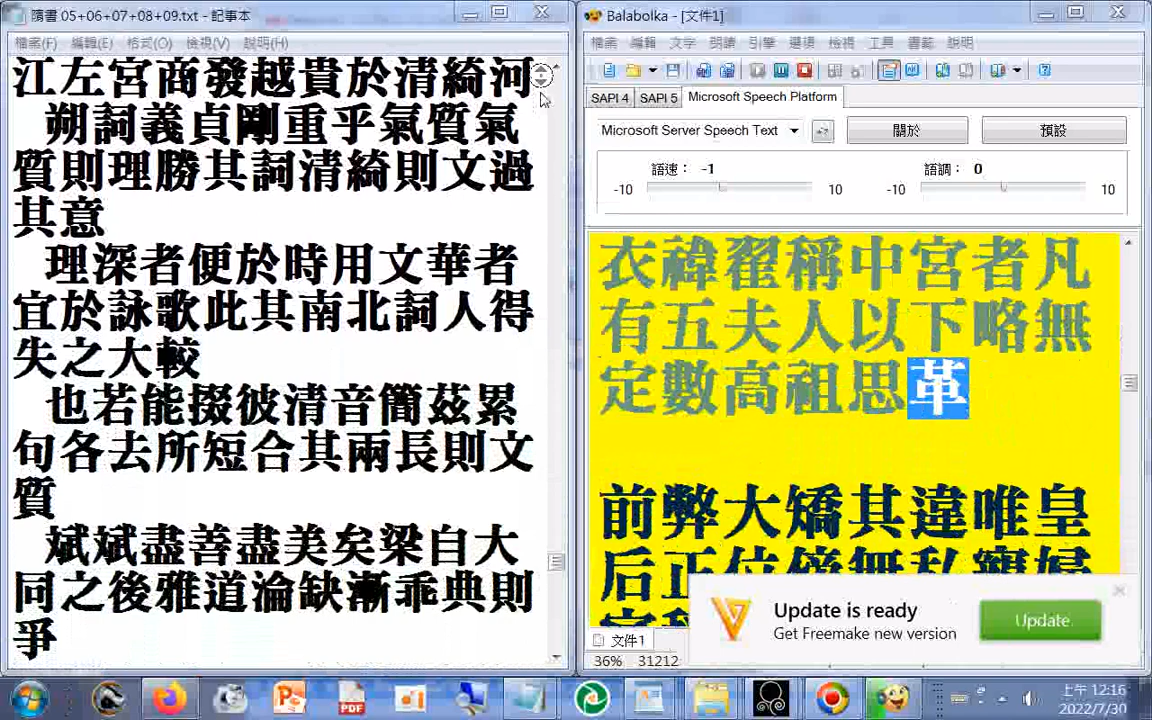 隋書 05+06+07+08+09.txt - 記事本
檔案(F) 編輯(E) 格式(O) 檢視(V) 說明(H)
江左宮商發越貴於清綺河
朔詞義貞剛重乎氣質氣
質則理勝其詞清綺則文過
其意
理深者便於時用文華者
宜於詠歌此其南北詞人得
失之大較
也若能掇彼清音簡茲累
句各去所短合其兩長則文
質
斌斌盡善盡美矣梁自大
同之後雅道淪缺漸乖典則
爭
Balabolka - [文件1]
檔案 編輯 文字 朗讀 引擎 選項 檢視 工具 書籤 說明
SAPI 4 SAPI 5 Microsoft Speech Platform
Microsoft Server Speech Text 關於 預設
語速： -1 語調： 0
-10 10 -10 10
衣褘翟稱中宮者凡
有五夫人以下略無
定數高祖思革
前弊大矯其違唯皇
后正位傍無私寵婦
Update is ready
Get Freemake new version
Update
文件1
36% 31212
PDF
上午 12:16
2022/7/30